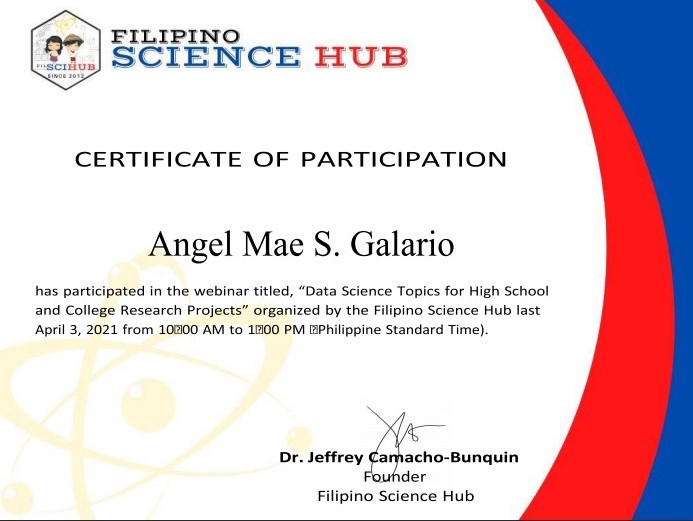 FILIPINO
SCIENCE HUB
FILSCIHUB
SINCE 2012
CERTIFICATE OF PARTICIPATION
Angel Mae S. Galario
has participated in the webinar titled, “Data Science Topics for High School
and College Research Projects” organized by the Filipino Science Hub last
April 3, 2021 from 10▯00 AM to 1▯00 PM ▯Philippine Standard Time).
Dr. Jeffrey Camacho-Bunquin
Founder
Filipino Science Hub